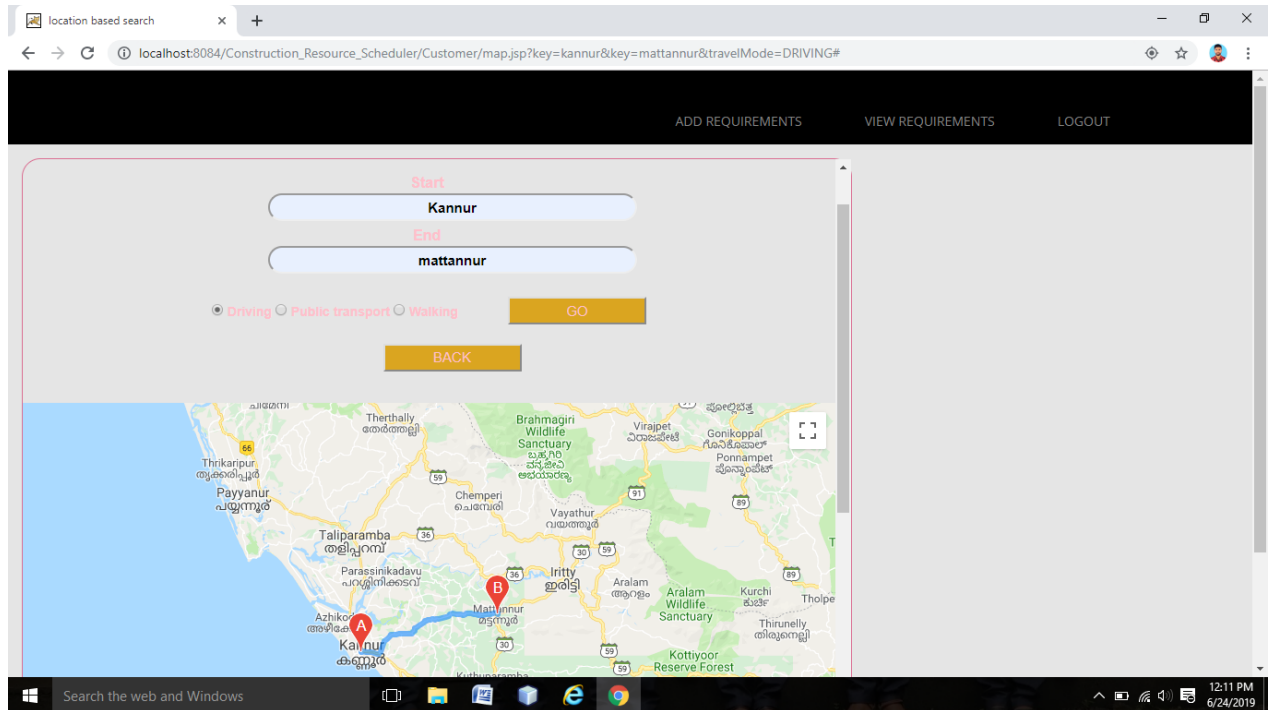 location based search
localhost:8084/Construction_Resource_Scheduler/Customer/map.jsp?key=kannur&key=mattannur&travelMode=DRIVING#
ADD REQUIREMENTS VIEW REQUIREMENTS LOGOUT
Start
Kannur
End
mattannur
Driving Public transport Walking GO
BACK
Therthally
തേർത്തല്ലി
Brahmagiri
Wildlife
Sanctuary
Virajpet
Gonikoppal
Ponnampet
66
Thrikaripur
തൃക്കരിപ്പൂർ
Payyanur
പയ്യന്നൂർ
59
Chemperi
ചെമ്പേരി
91
89
Vayathur
വയത്തൂർ
Taliparamba
തളിപ്പറമ്പ്
36
30
59
Parassinikadavu
പറശ്ശിനിക്കടവ്
36
Iritty
ഇരിട്ടി
Aralam
ആറളം
89
Aralam
Wildlife
Sanctuary
Kurchi
Tholpe
B
Mattannur
മട്ടന്നൂർ
A
Kannur
കണ്ണൂർ
Thirunelly
തിരുനെല്ലി
30
59
Kottiyoor
Reserve Forest
59
Kuthuparamba
Search the web and Windows
12:11 PM
6/24/2019